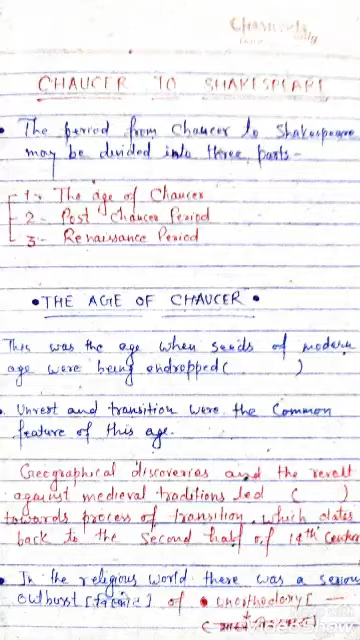 CHAUCER TO SHAKESPEARE
• The period from Chaucer to Shakespeare
may be divided into three parts-
1- The age of Chaucer
2- Post Chaucer Period
3- Renaissance Period
• THE AGE OF CHAUCER •
This was the age when seeds of modern
age were being endropped ( )
• Unrest and transition were the common
feature of this age.
Geographical discoveries and the revolt
against medieval traditions led ( )
towards process of transition which dates
back to the second half of 14th Century
• In the religious world there was a serious
outburst [ ] of unorthodoxy [ —